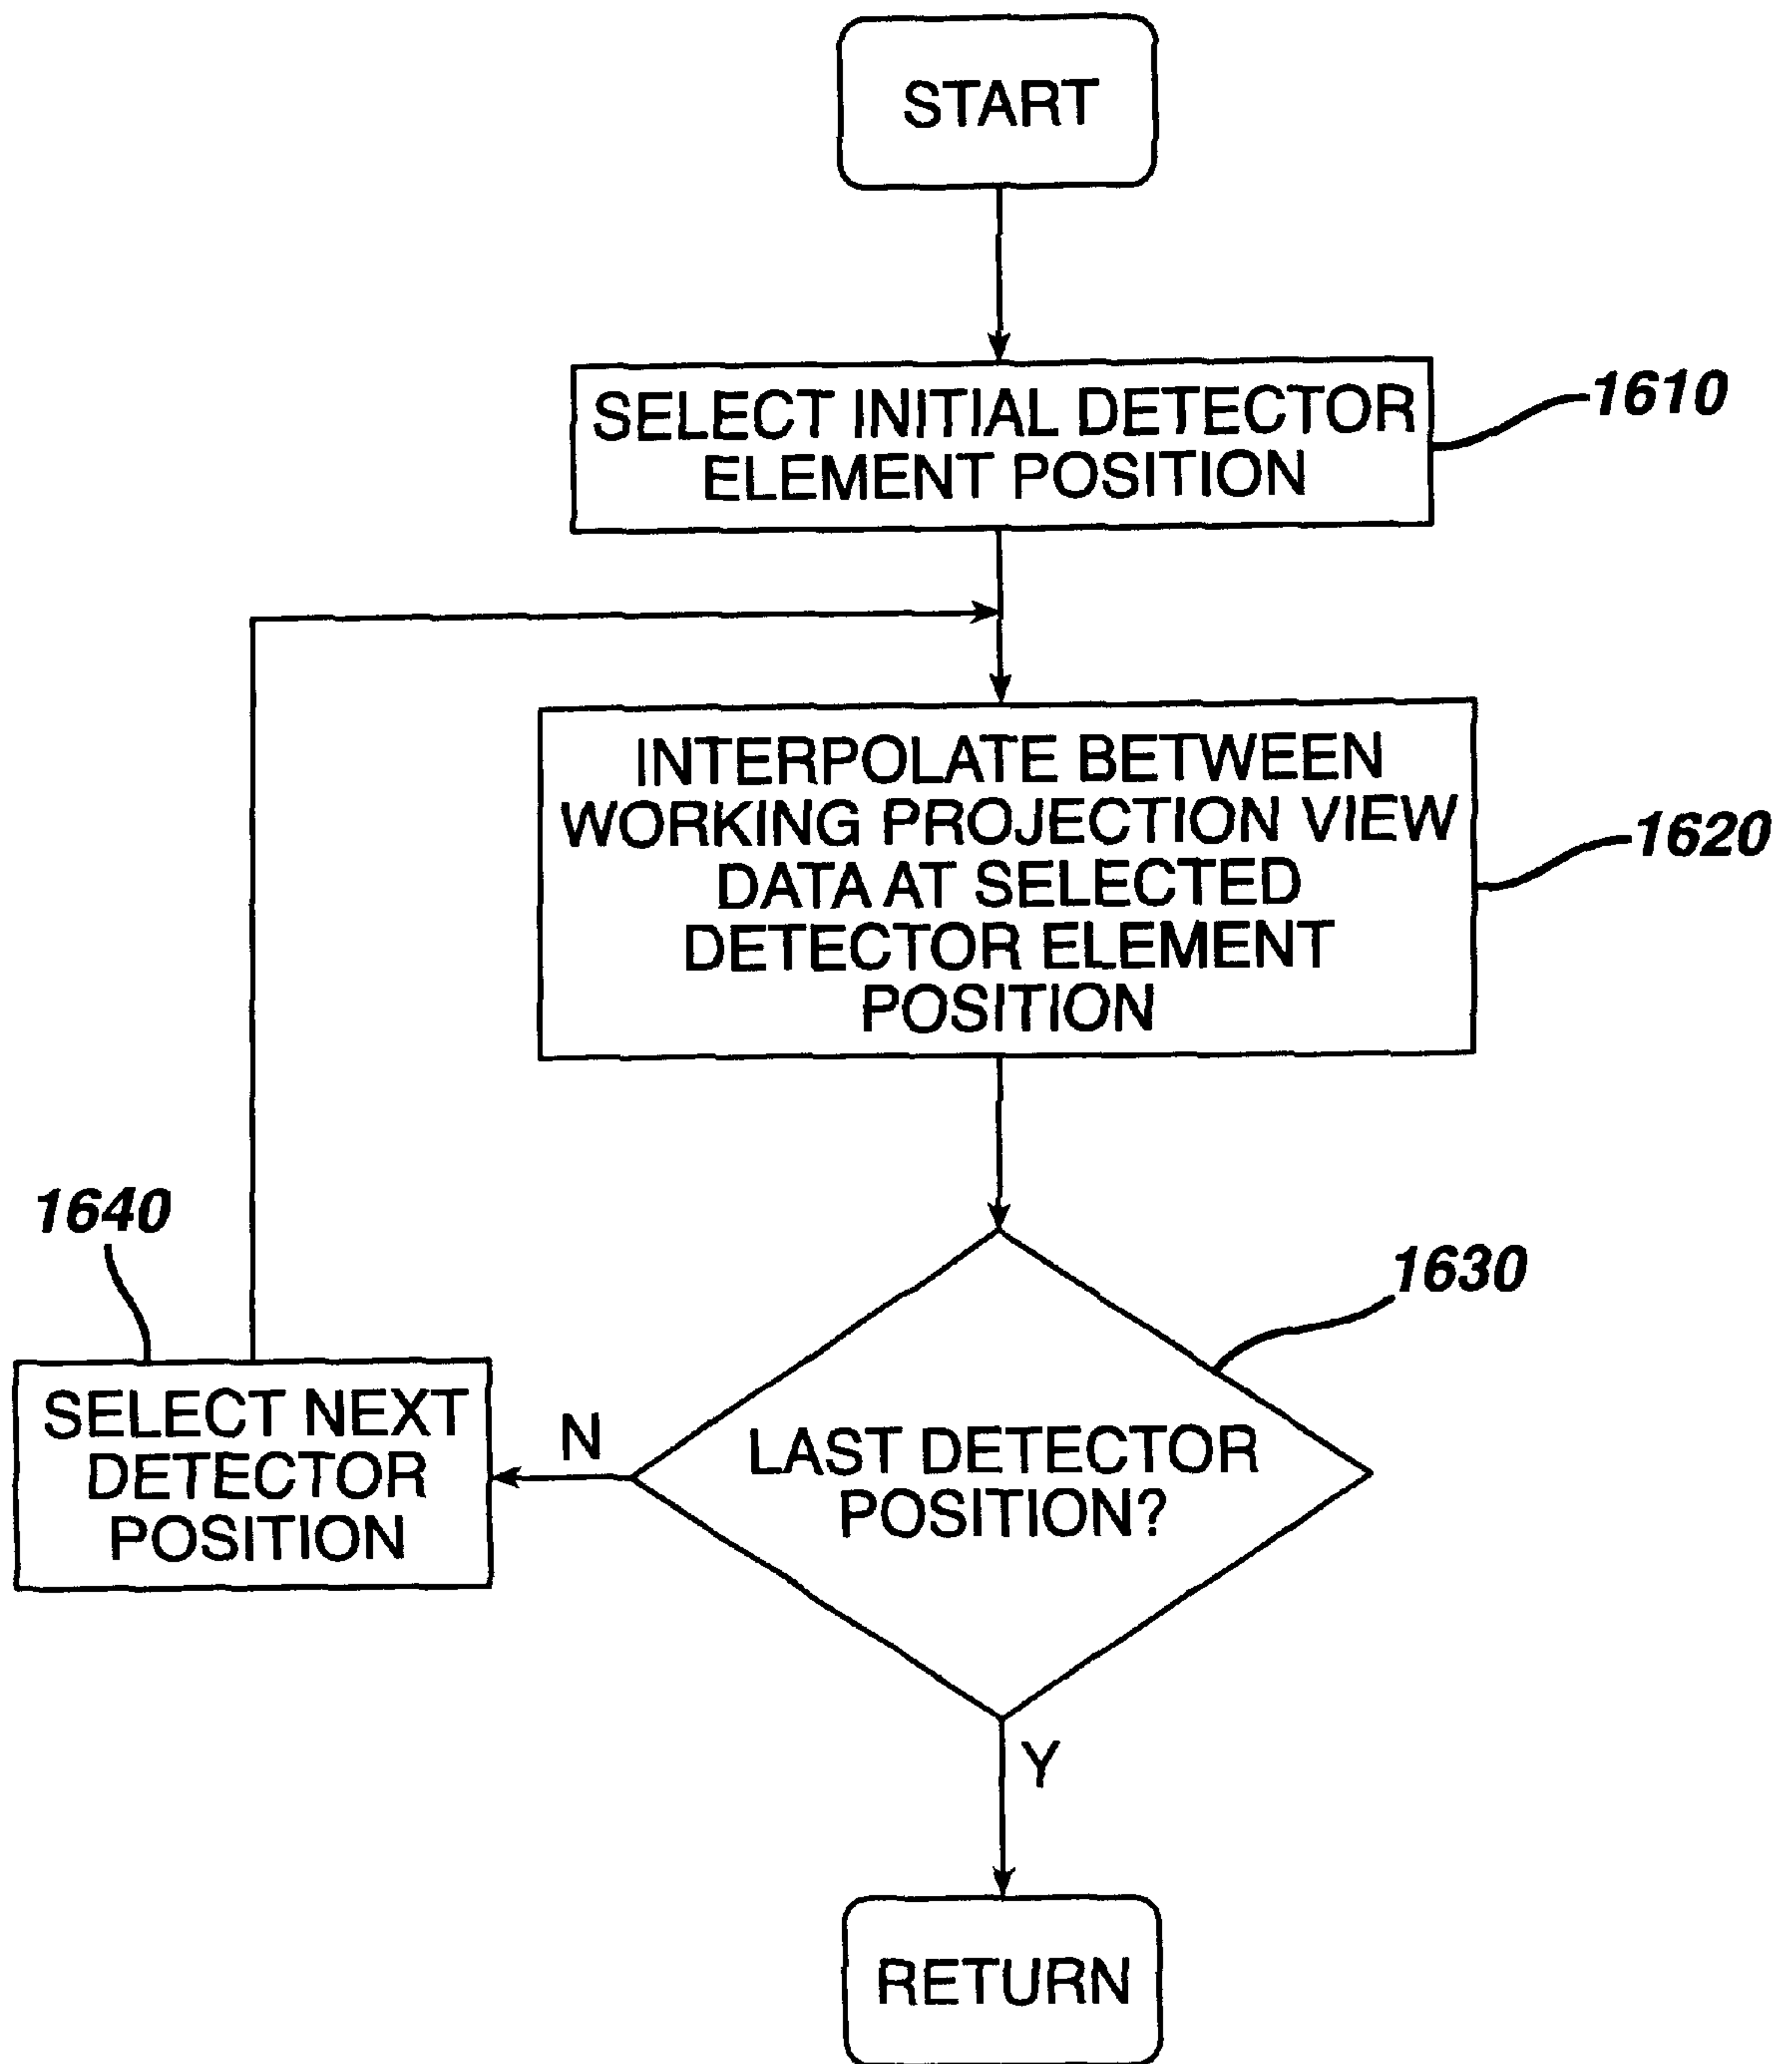 START
SELECT INITIAL DETECTOR
ELEMENT POSITION
1610
INTERPOLATE BETWEEN
WORKING PROJECTION VIEW
DATA AT SELECTED
DETECTOR ELEMENT
POSITION
1620
1640
1630
SELECT NEXT
DETECTOR
POSITION
N
LAST DETECTOR
POSITION?
Y
RETURN